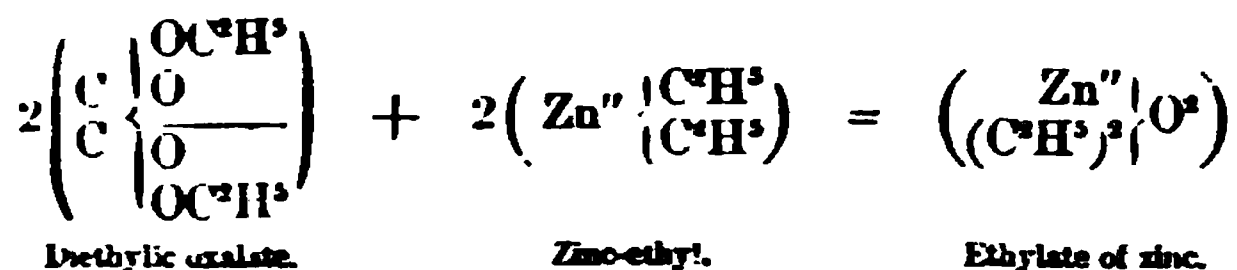 2 ( C C { OC²H⁵ O O OC²H⁵ ) + 2 ( Zn″ { C²H⁵ C²H⁵ ) = ( Zn″ (C²H⁵)² } O² )
Diethylic oxalate. Zinc-ethyl. Ethylate of zinc.